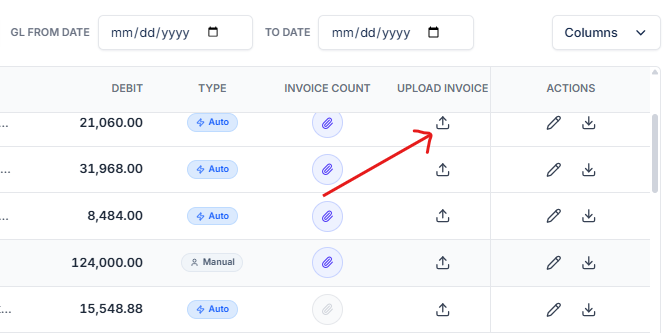 GL FROM DATE mm/dd/yyyy TO DATE mm/dd/yyyy Columns
DEBIT TYPE INVOICE COUNT UPLOAD INVOICE ACTIONS
... 21,060.00 Auto
... 31,968.00 Auto
... 8,484.00 Auto
124,000.00 Manual
... 15,548.88 Auto